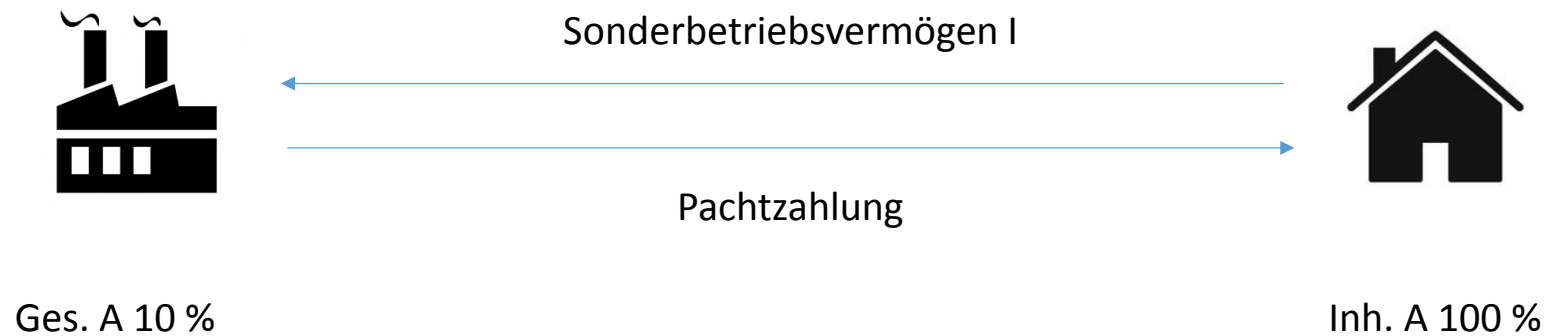 Sonderbetriebsvermögen I
Pachtzahlung
Ges. A 10 %
Inh. A 100 %